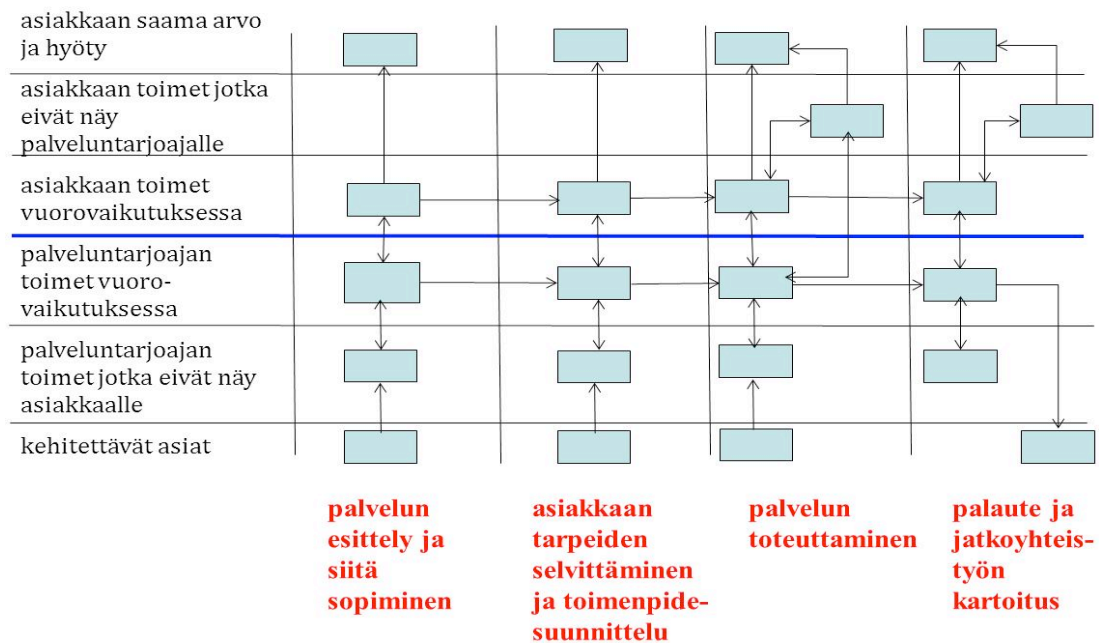 asiakkaan saama arvo
ja hyöty
asiakkaan toimet jotka
eivät näy
palveluntarjoajalle
asiakkaan toimet
vuorovaikutuksessa
palveluntarjoajan
toimet vuoro-
vaikutuksessa
palveluntarjoajan
toimet jotka eivät näy
asiakkaalle
kehitettävät asiat
palvelun
esittely ja
siitä
sopiminen
asiakkaan
tarpeiden
selvittäminen
ja toimenpide-
suunnittelu
palvelun
toteuttaminen
palaute ja
jatkoyhteis-
työn
kartoitus